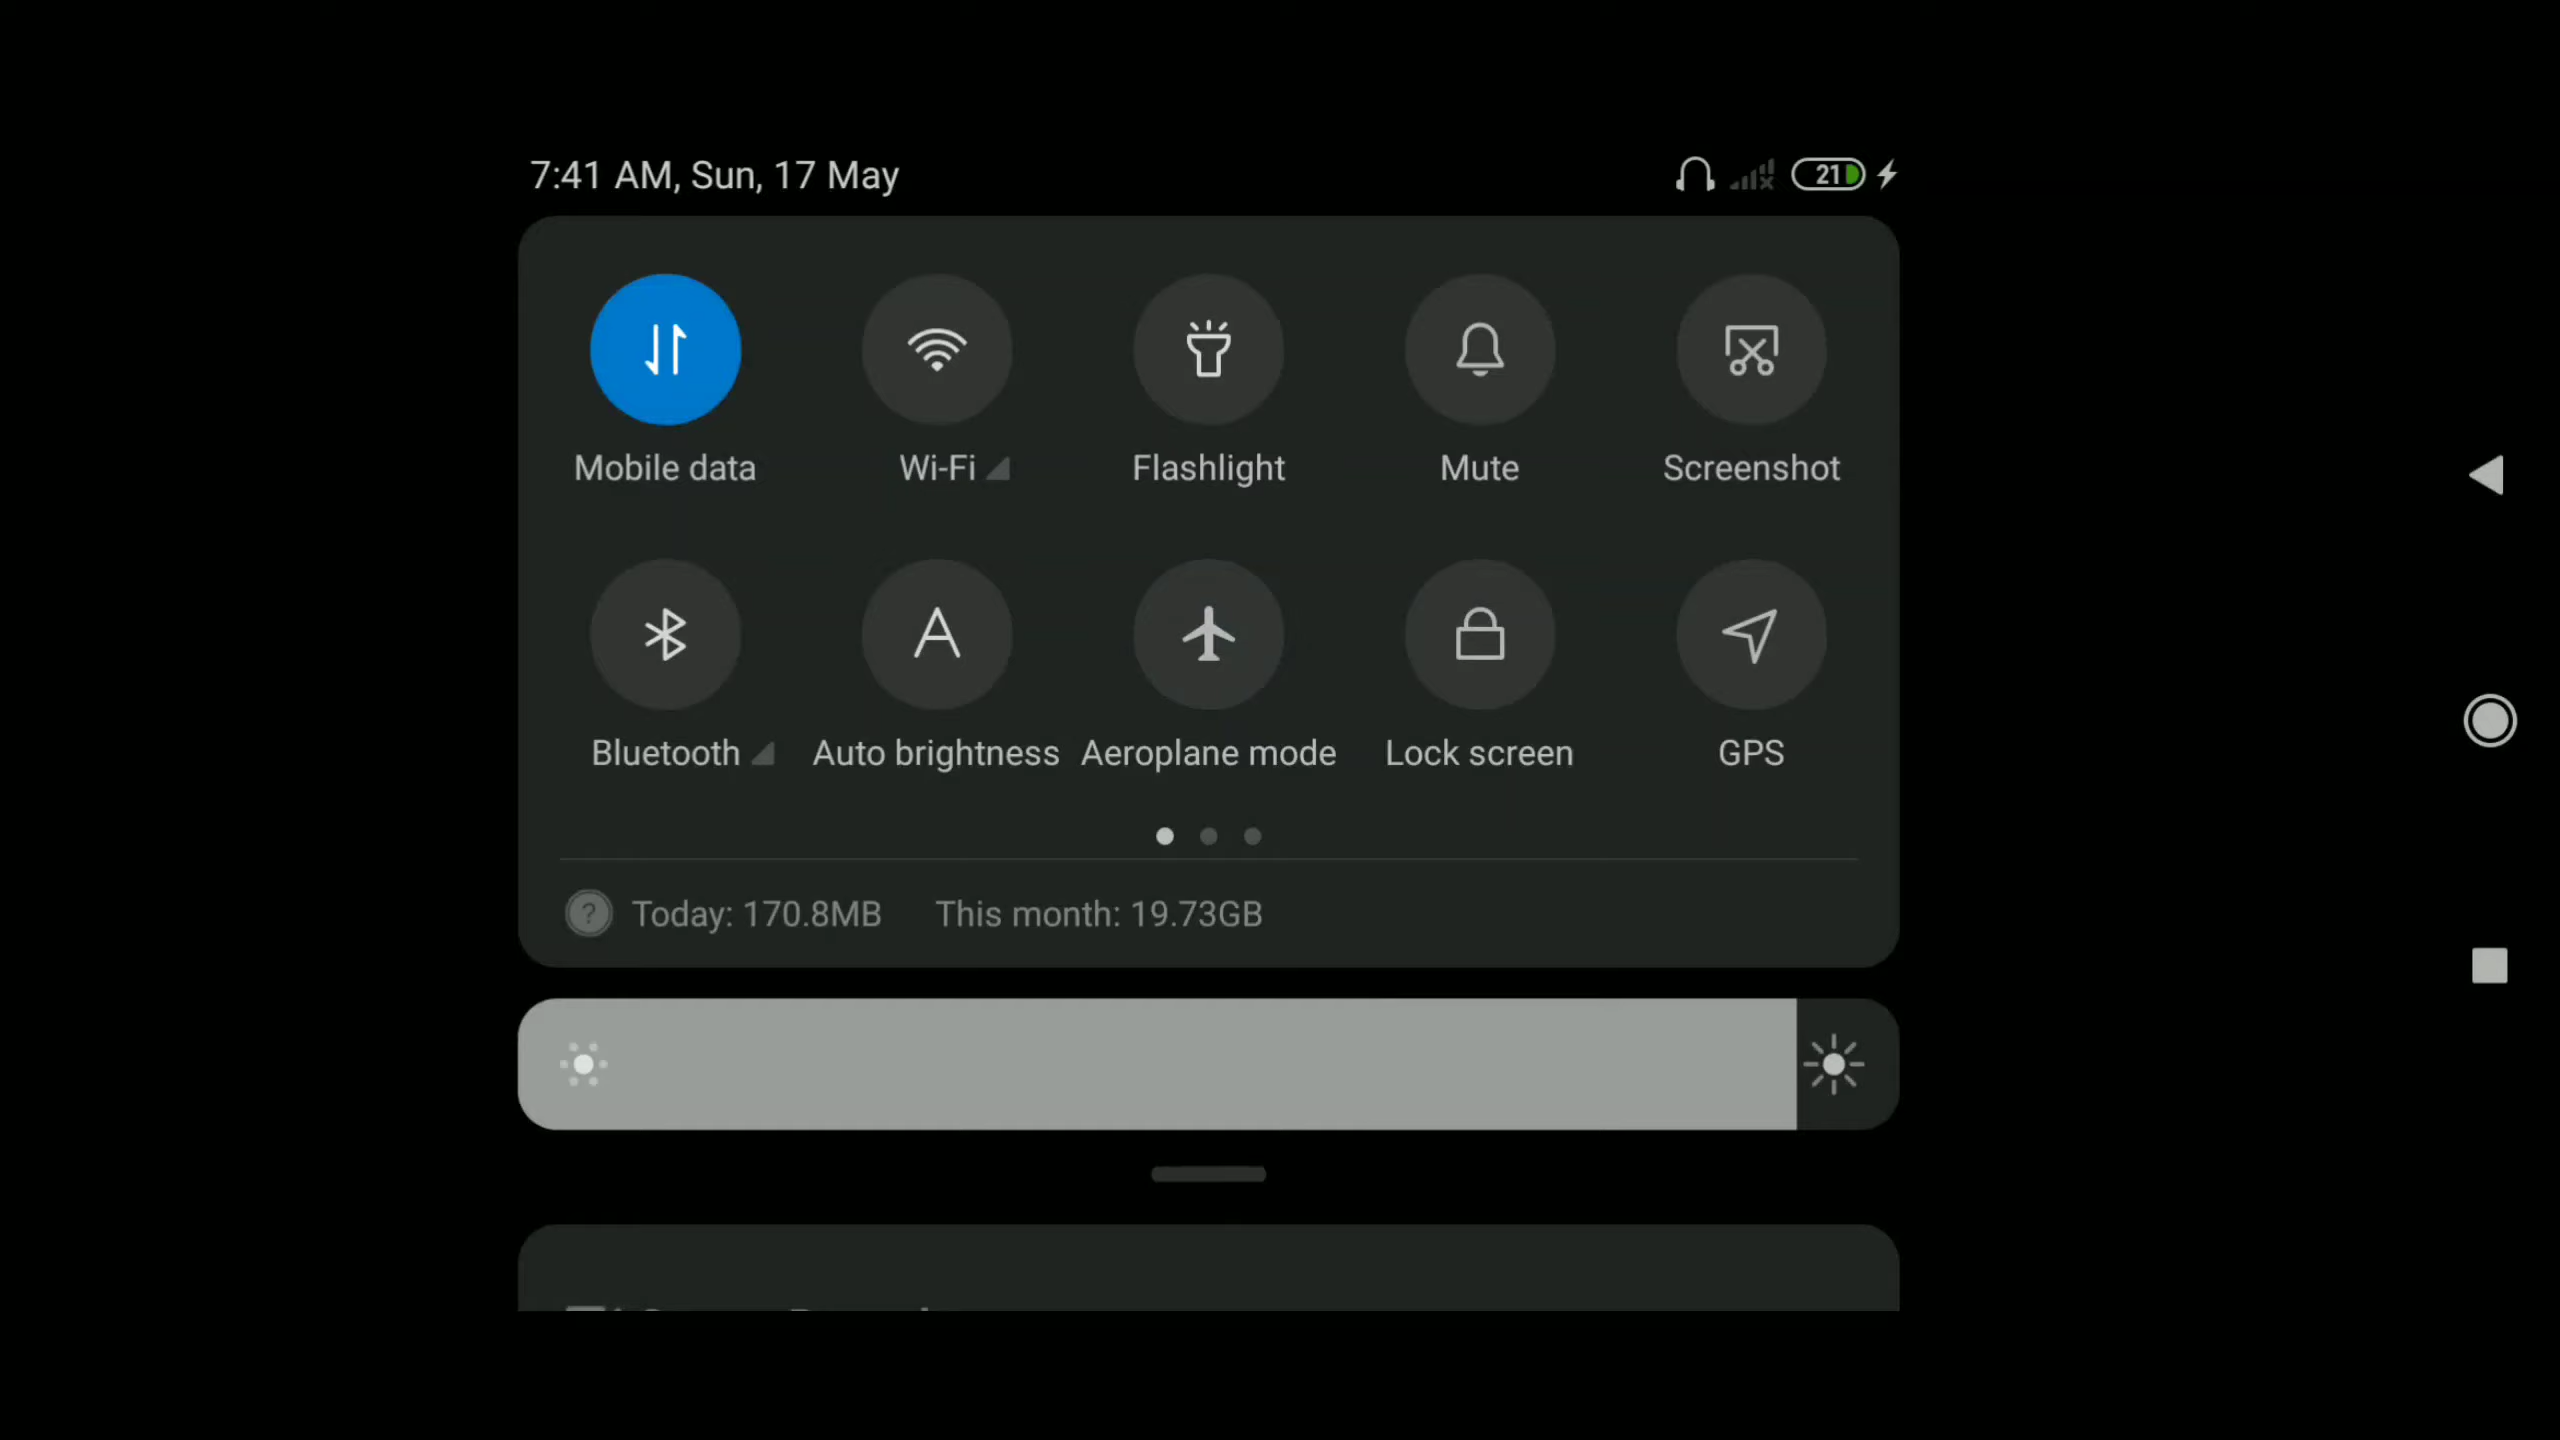 7:41 AM, Sun, 17 May 21
Mobile data Wi-Fi Flashlight Mute Screenshot
Bluetooth Auto brightness Aeroplane mode Lock screen GPS
? Today: 170.8MB This month: 19.73GB